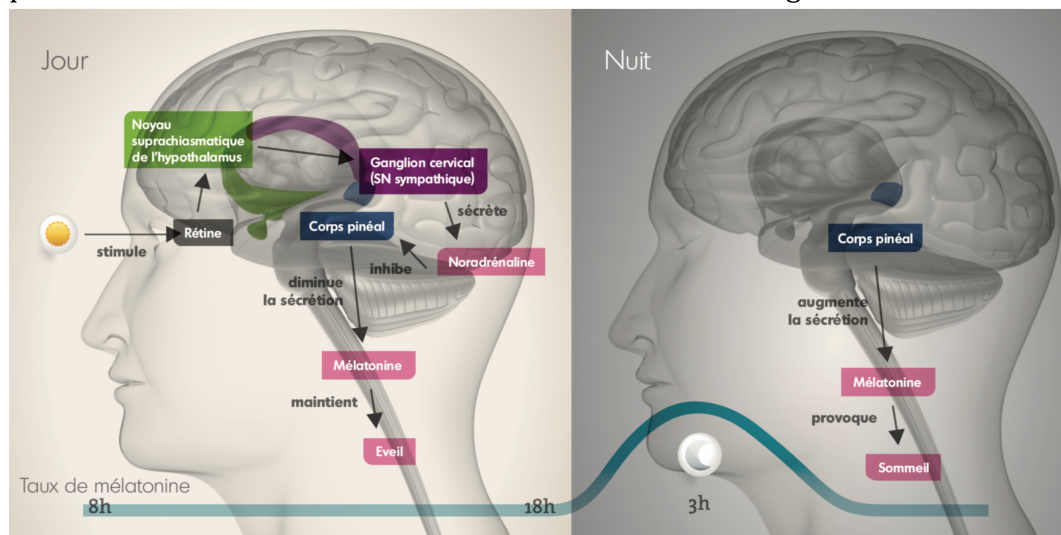 Jour
Noyau
suprachiasmatique
de l'hypothalamus
Ganglion cervical
(SN sympathique)
sécrète
Rétine
stimule
Corps pinéal
Noradrénaline
inhibe
diminue
la sécrétion
Mélatonine
maintient
Eveil
Taux de mélatonine
8h
18h
Nuit
Corps pinéal
augmente
la sécrétion
Mélatonine
provoque
Sommeil
3h